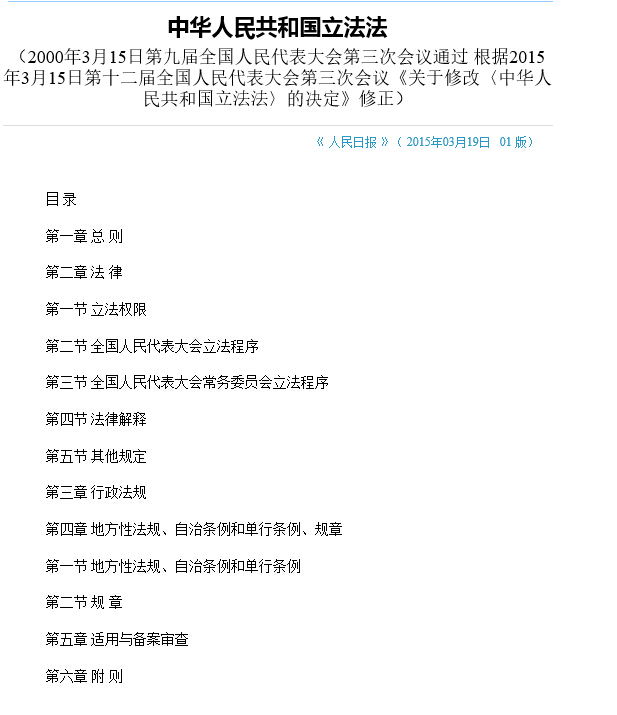 中华人民共和国立法法
（2000年3月15日第九届全国人民代表大会第三次会议通过 根据2015
年3月15日第十二届全国人民代表大会第三次会议《关于修改〈中华人
民共和国立法法〉的决定》修正）
《 人民日报 》（ 2015年03月19日 01 版）
目 录
第一章 总 则
第二章 法 律
第一节 立法权限
第二节 全国人民代表大会立法程序
第三节 全国人民代表大会常务委员会立法程序
第四节 法律解释
第五节 其他规定
第三章 行政法规
第四章 地方性法规、自治条例和单行条例、规章
第一节 地方性法规、自治条例和单行条例
第二节 规 章
第五章 适用与备案审查
第六章 附 则